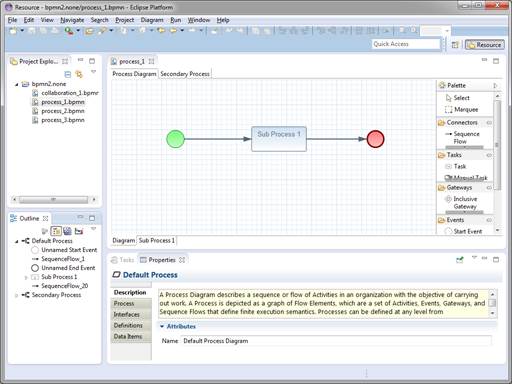 Resource - bpmn2.none/process_1.bpmn - Eclipse Platform
File Edit View Navigate Search Project Diagram Run Window Help
Quick Access
Resource
Project Explo...
bpmn2.none
collaboration_1.bpmn
process_1.bpmn
process_2.bpmn
process_3.bpmn
process_1
Process Diagram Secondary Process
Sub Process 1
Diagram Sub Process 1
Palette
Select
Marquee
Connectors
Sequence
Flow
Tasks
Task
Manual Task
Gateways
Inclusive
Gateway
Events
Start Event
Outline
Default Process
Unnamed Start Event
SequenceFlow_1
Unnamed End Event
Sub Process 1
SequenceFlow_20
Secondary Process
Tasks Properties
Default Process
Description
Process
Interfaces
Definitions
Data Items
A Process Diagram describes a sequence or flow of Activities in an organization with the objective of carrying
out work. A Process is depicted as a graph of Flow Elements, which are a set of Activities, Events, Gateways, and
Sequence Flows that define finite execution semantics. Processes can be defined at any level from
Attributes
Name Default Process Diagram